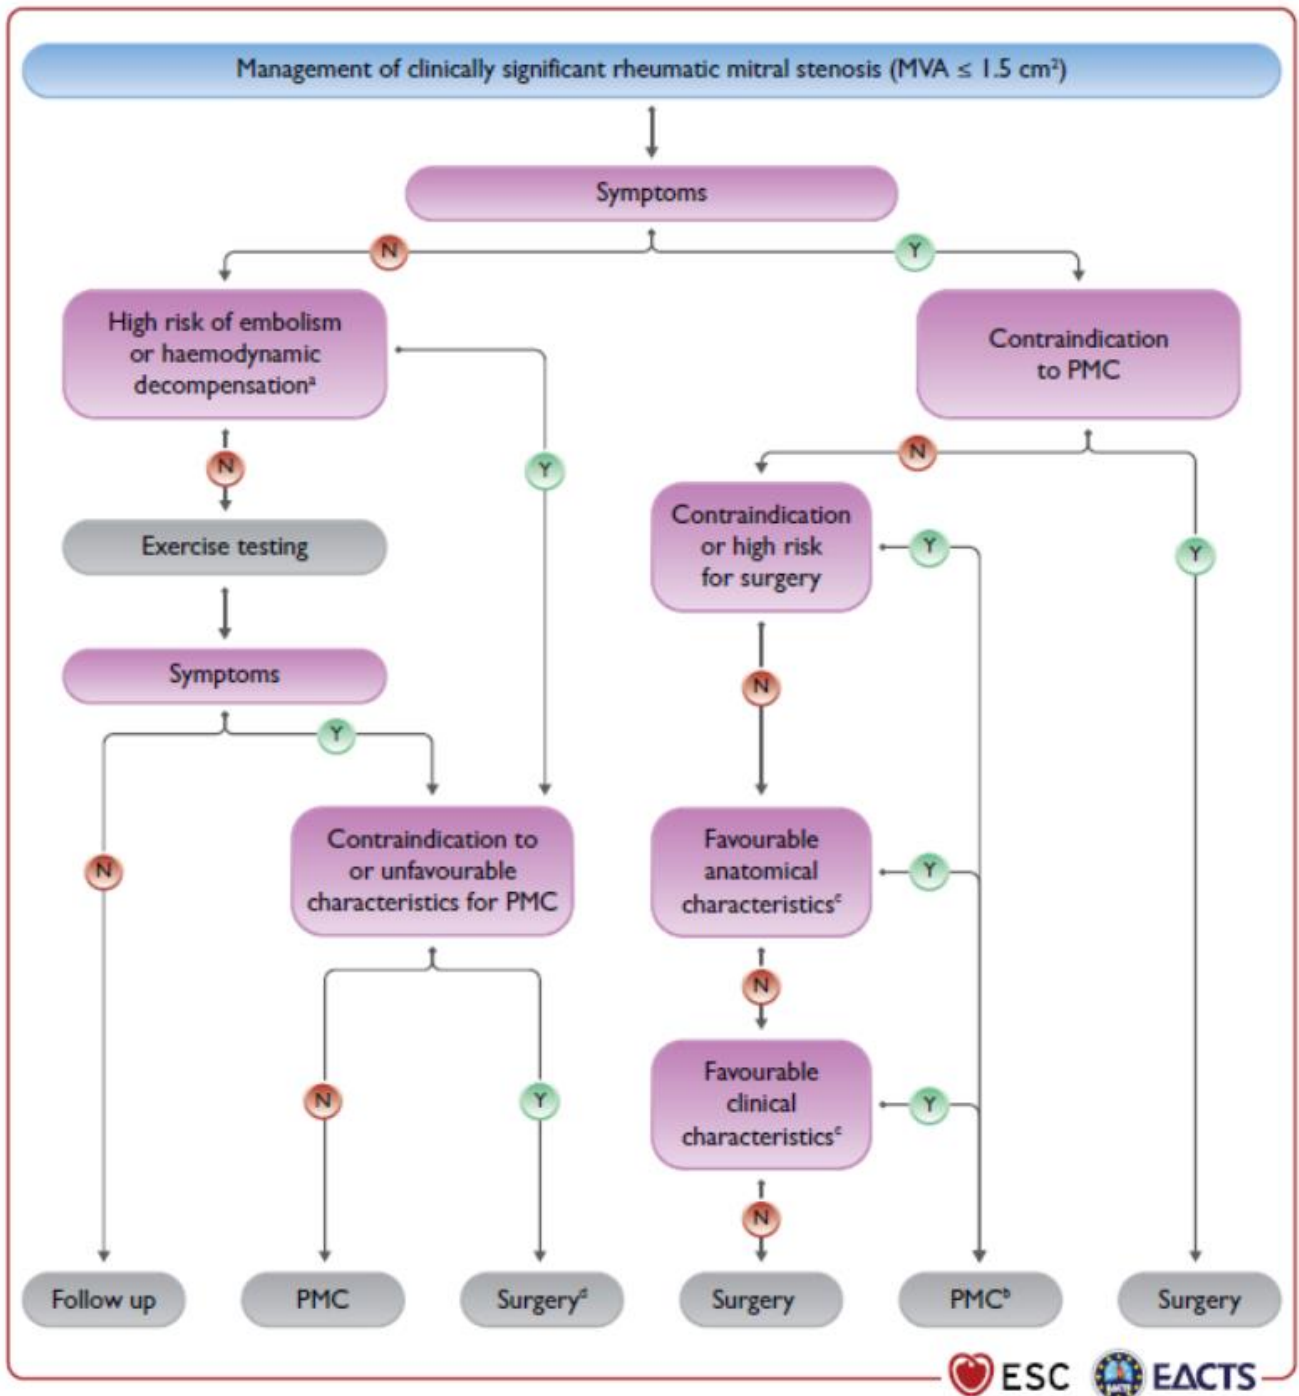 Management of clinically significant rheumatic mitral stenosis (MVA ≤ 1.5 cm²)
Symptoms
N
Y
High risk of embolism
or haemodynamic
decompensationᵃ
Contraindication
to PMC
N
Y
N
Y
Exercise testing
Contraindication
or high risk
for surgery
Y
Symptoms
N
Y
N
Contraindication to
or unfavourable
characteristics for PMC
Favourable
anatomical
characteristicsᶜ
Y
N
N
Y
Favourable
clinical
characteristicsᶜ
Y
N
Follow up
PMC
Surgeryᵈ
Surgery
PMCᵇ
Surgery
ESC
EACTS